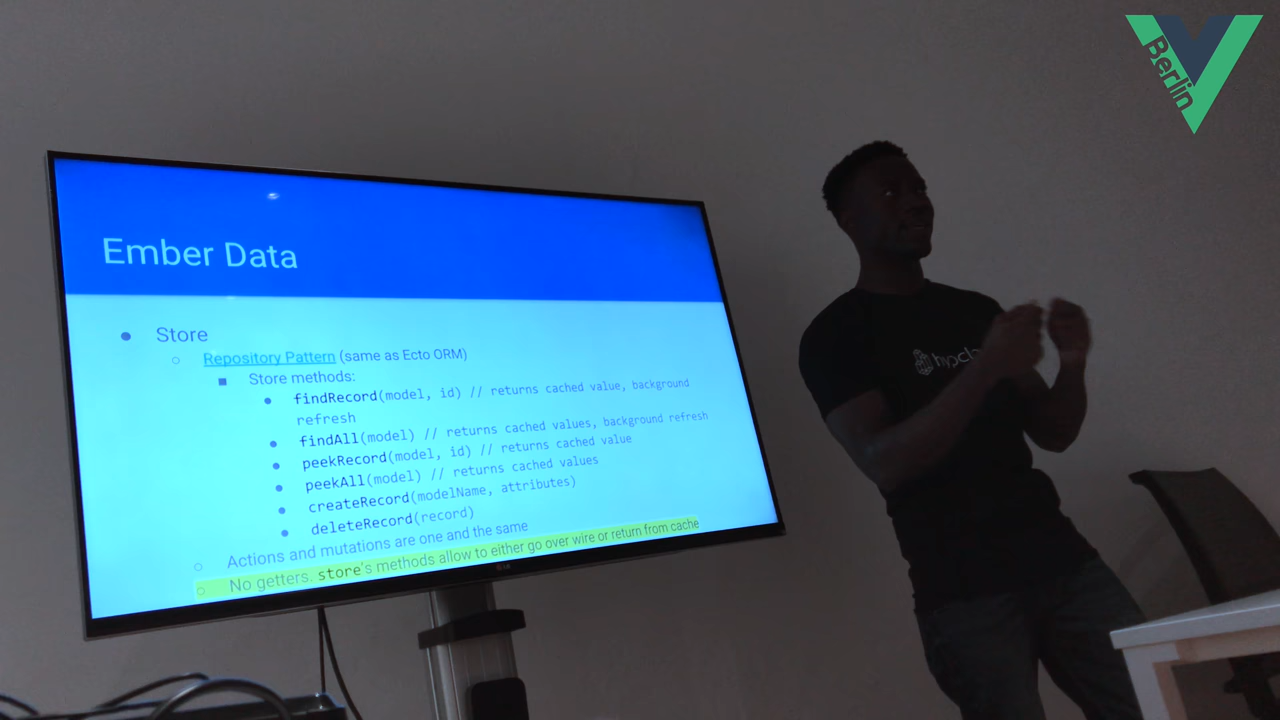 Berlin
Ember Data
Store
Repository Pattern (same as Ecto ORM)
Store methods:
findRecord(model, id) // returns cached value, background
refresh
findAll(model) // returns cached values, background refresh
peekRecord(model, id) // returns cached value
peekAll(model) // returns cached values
createRecord(modelName, attributes)
deleteRecord(record)
Actions and mutations are one and the same
No getters. store's methods allow to either go over wire or return from cache
LG